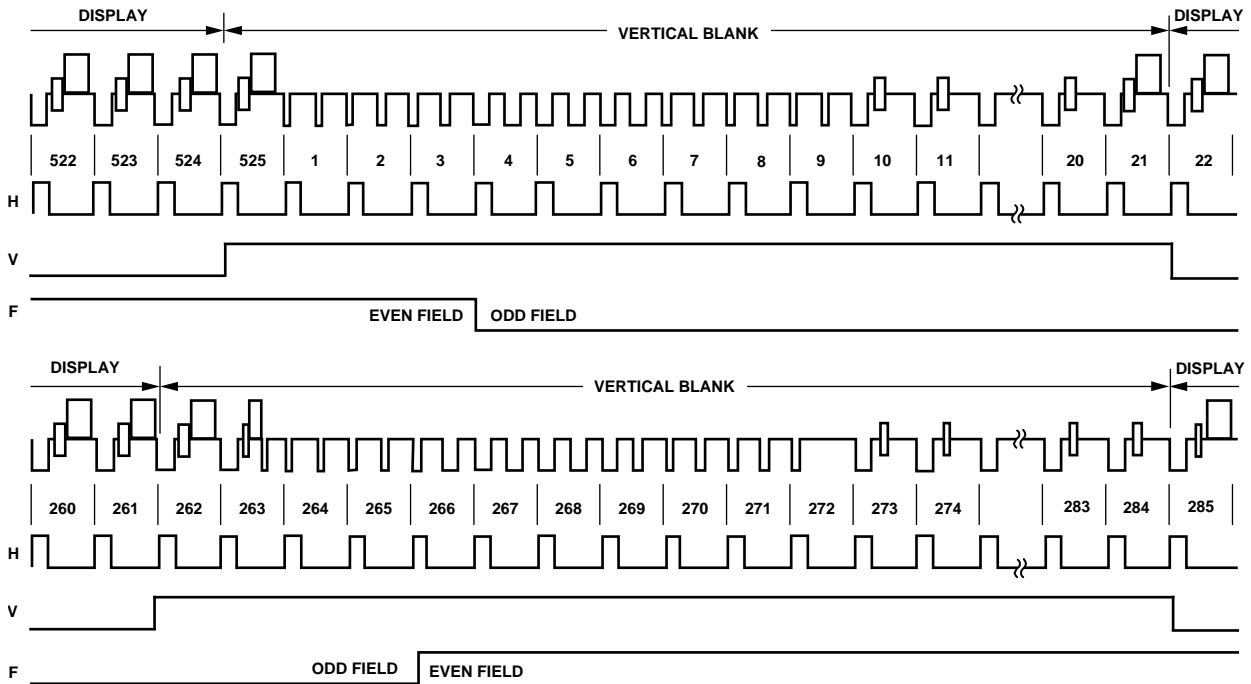 DISPLAY VERTICAL BLANK DISPLAY
522 523 524 525 1 2 3 4 5 6 7 8 9 10 11 20 21 22
H
V
F EVEN FIELD ODD FIELD
DISPLAY VERTICAL BLANK DISPLAY
260 261 262 263 264 265 266 267 268 269 270 271 272 273 274 283 284 285
H
V
F ODD FIELD EVEN FIELD